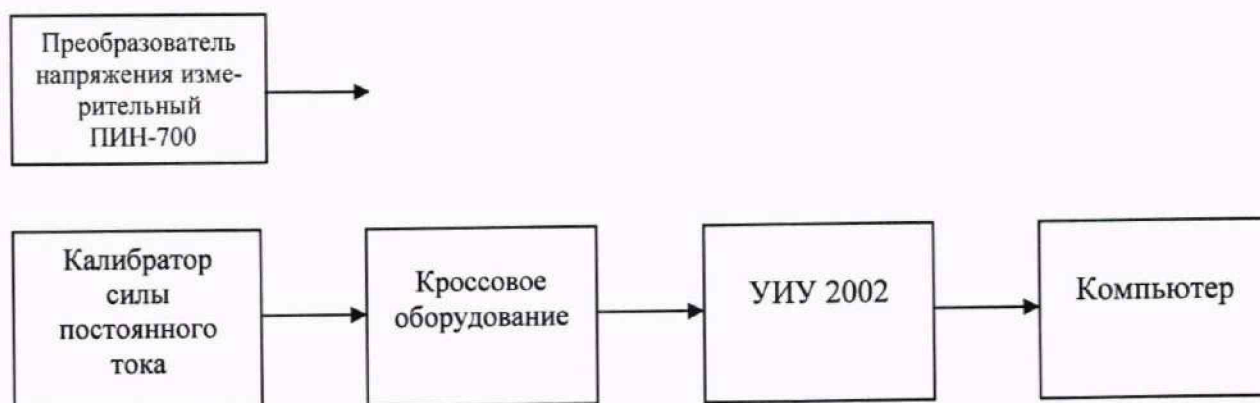 Преобразователь
напряжения изме-
рительный
ПИН-700
Калибратор
силы
постоянного
тока
Кроссовое
оборудование
УИУ 2002
Компьютер